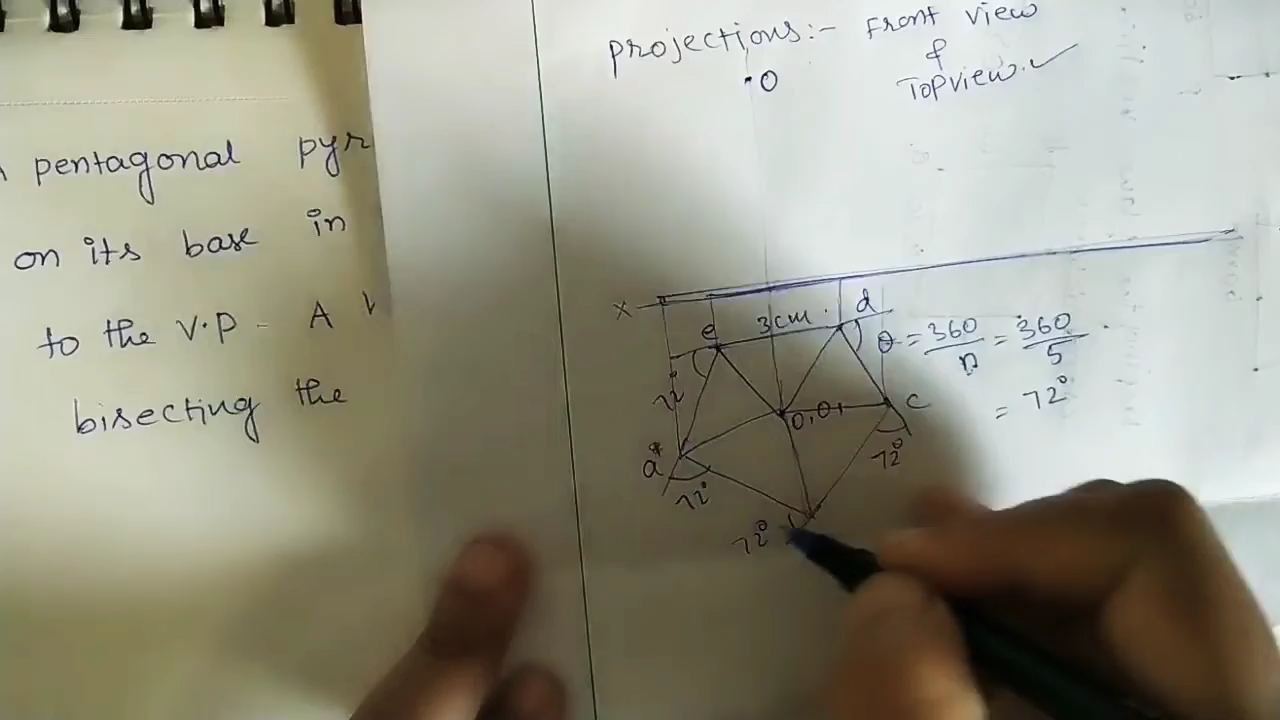 pentagonal pyr
on its base in
to the V.P - A
bisecting the
projections:- Front view
&
Topview. ✓
• O
X
e 3cm. d
θ = 360/n = 360/5
= 72°
72°
o, o1
c
72°
a
72°
72°